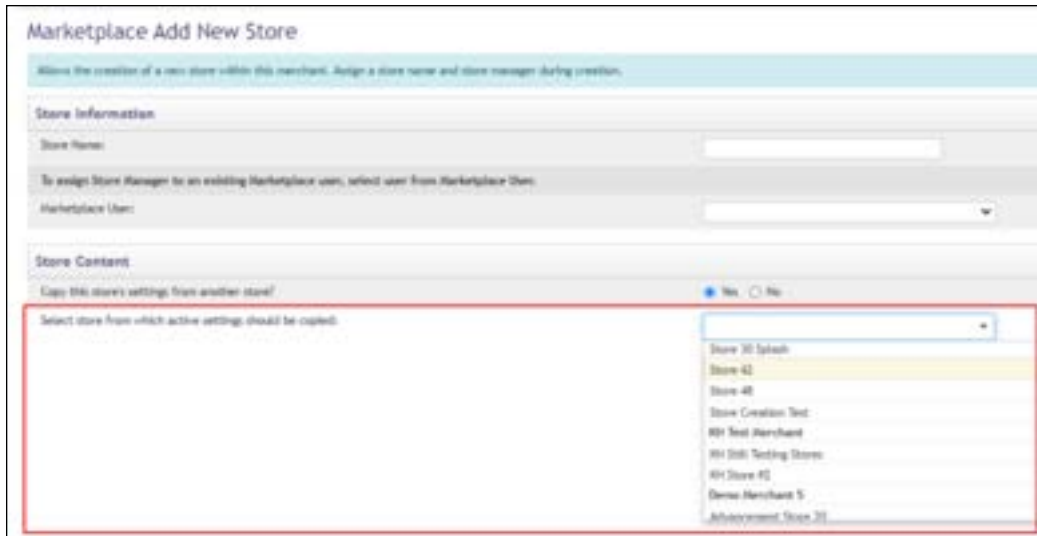 Marketplace Add New Store
Allows the creation of a new store within this merchant. Assign a store name and store manager during creation.
Store Information
Store Name:
To assign Store Manager to an existing Marketplace user, select user from Marketplace User.
Marketplace User:
Store Content
Copy this store's settings from another store?
Yes No
Select store from which active settings should be copied:
Store 30 Splash
Store 42
Store 48
Store Creation Test
Test Merchant
Still Testing Stores
Store #2
Demo Merchant 5
Advancement Store 20